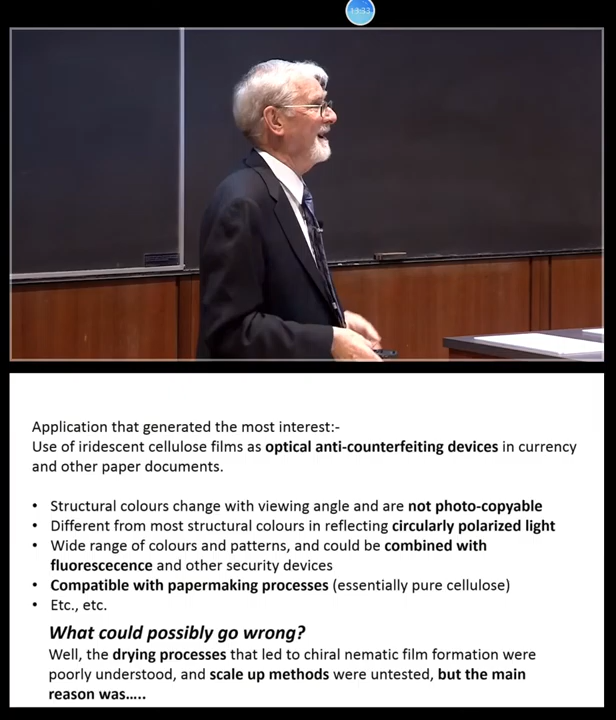 13:33
Application that generated the most interest:-
Use of iridescent cellulose films as optical anti-counterfeiting devices in currency
and other paper documents.
• Structural colours change with viewing angle and are not photo-copyable
• Different from most structural colours in reflecting circularly polarized light
• Wide range of colours and patterns, and could be combined with
fluorescecence and other security devices
• Compatible with papermaking processes (essentially pure cellulose)
• Etc., etc.
What could possibly go wrong?
Well, the drying processes that led to chiral nematic film formation were
poorly understood, and scale up methods were untested, but the main
reason was.....